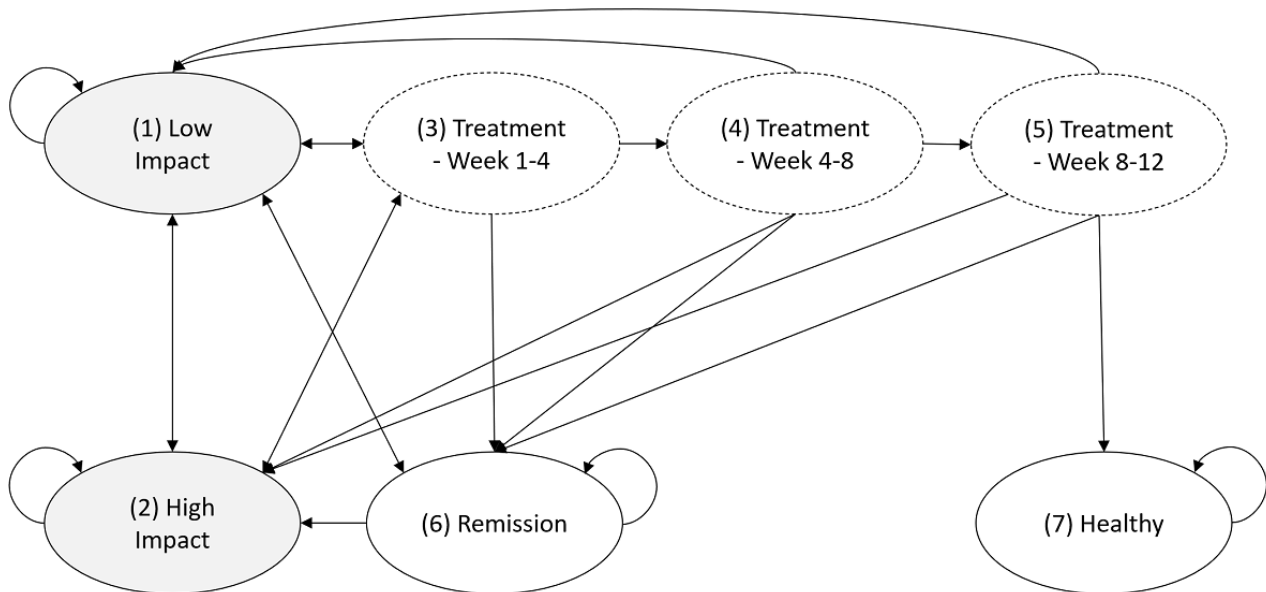 (1) Low
Impact
(3) Treatment
- Week 1-4
(4) Treatment
- Week 4-8
(5) Treatment
- Week 8-12
(2) High
Impact
(6) Remission
(7) Healthy